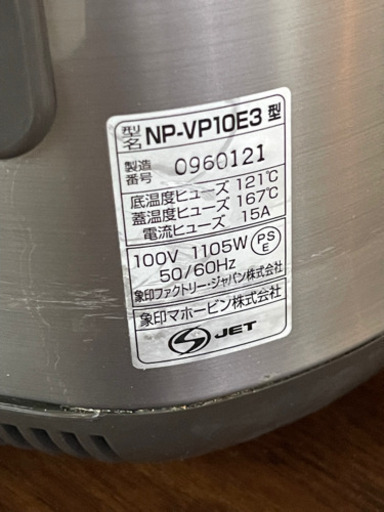 型名 NP-VP10E3 型
製造番号 0960121
底温度ヒューズ 121℃
蓋温度ヒューズ 167℃
電流ヒューズ 15A
100V 1105W PSE
50/60Hz
象印ファクトリー・ジャパン株式会社
象印マホービン株式会社
S JET